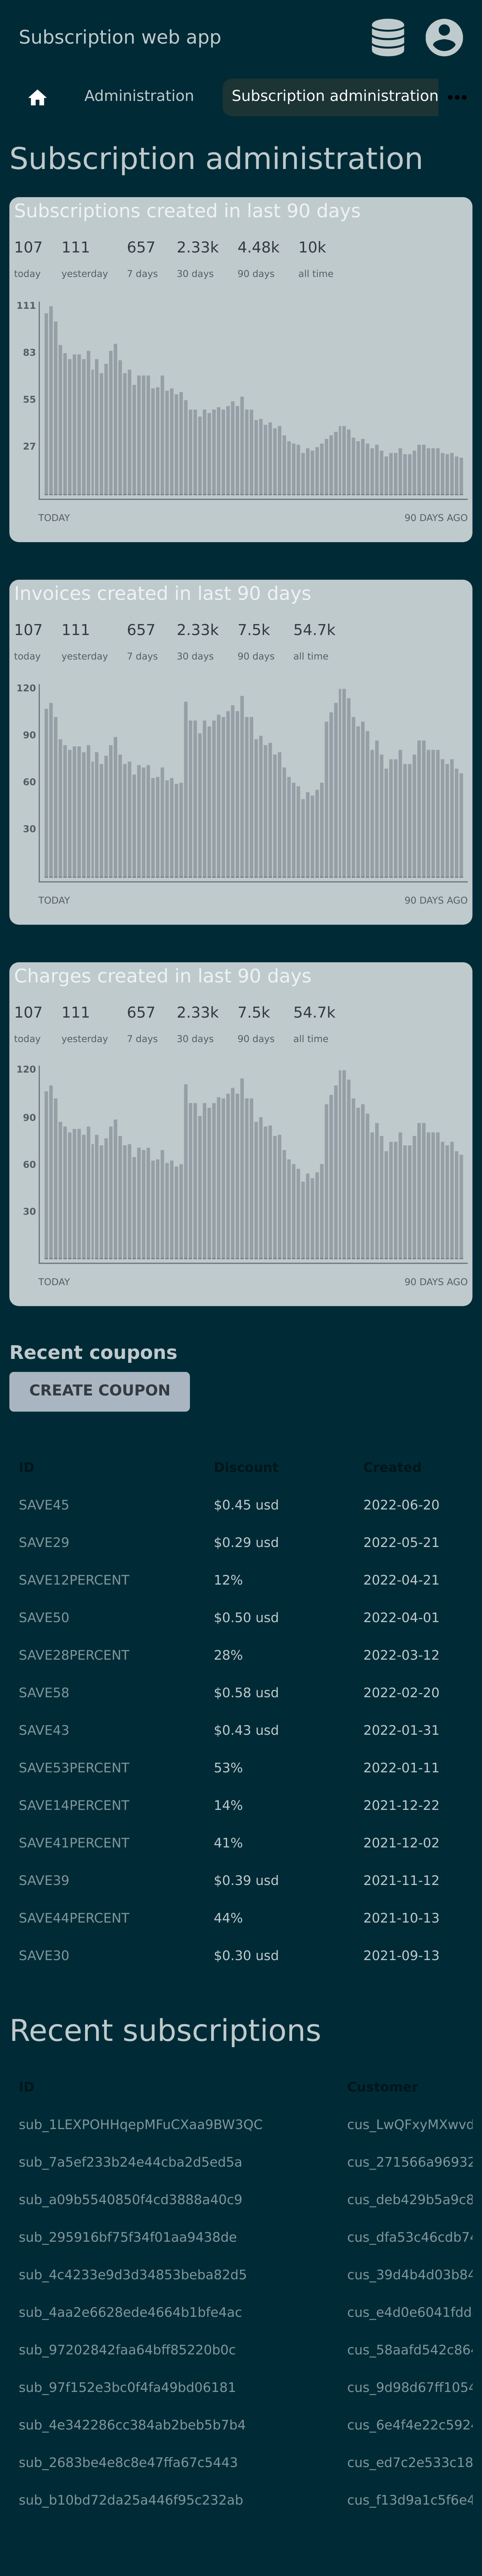 Subscription web app
Administration
Subscription administration
Subscription administration
Subscriptions created in last 90 days
107 111 657 2.33k 4.48k 10k
today yesterday 7 days 30 days 90 days all time
111
83
55
27
TODAY 90 DAYS AGO
Invoices created in last 90 days
107 111 657 2.33k 7.5k 54.7k
today yesterday 7 days 30 days 90 days all time
120
90
60
30
TODAY 90 DAYS AGO
Charges created in last 90 days
107 111 657 2.33k 7.5k 54.7k
today yesterday 7 days 30 days 90 days all time
120
90
60
30
TODAY 90 DAYS AGO
Recent coupons
CREATE COUPON
ID Discount Created
SAVE45 $0.45 usd 2022-06-20
SAVE29 $0.29 usd 2022-05-21
SAVE12PERCENT 12% 2022-04-21
SAVE50 $0.50 usd 2022-04-01
SAVE28PERCENT 28% 2022-03-12
SAVE58 $0.58 usd 2022-02-20
SAVE43 $0.43 usd 2022-01-31
SAVE53PERCENT 53% 2022-01-11
SAVE14PERCENT 14% 2021-12-22
SAVE41PERCENT 41% 2021-12-02
SAVE39 $0.39 usd 2021-11-12
SAVE44PERCENT 44% 2021-10-13
SAVE30 $0.30 usd 2021-09-13
Recent subscriptions
ID Customer
sub_1LEXPOHHqepMFuCXaa9BW3QC cus_LwQFxyMXwvd
sub_7a5ef233b24e44cba2d5ed5a cus_271566a96932
sub_a09b5540850f4cd3888a40c9 cus_deb429b5a9c8
sub_295916bf75f34f01aa9438de cus_dfa53c46cdb74
sub_4c4233e9d3d34853beba82d5 cus_39d4b4d03b84
sub_4aa2e6628ede4664b1bfe4ac cus_e4d0e6041fdd
sub_97202842faa64bff85220b0c cus_58aafd542c864
sub_97f152e3bc0f4fa49bd06181 cus_9d98d67ff1054
sub_4e342286cc384ab2beb5b7b4 cus_6e4f4e22c5924
sub_2683be4e8c8e47ffa67c5443 cus_ed7c2e533c18
sub_b10bd72da25a446f95c232ab cus_f13d9a1c5f6e4